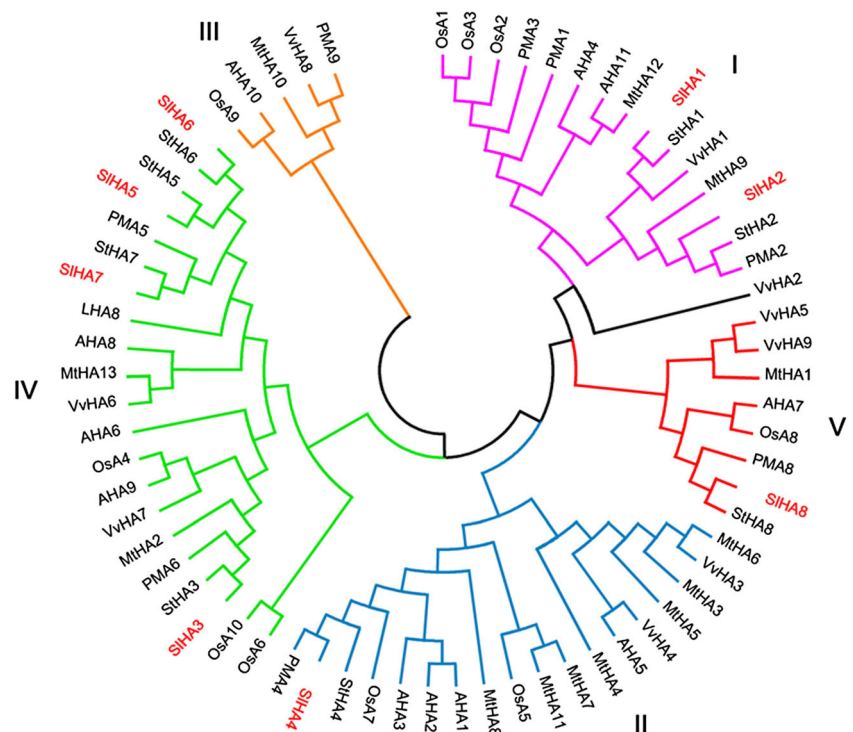 III
OsA9
AHA10
MtHA10
VvHA8
PMA9
I
OsA1
OsA3
OsA2
PMA3
PMA1
AHA4
AHA11
MtHA12
SlHA1
StHA1
VvHA1
MtHA9
SlHA2
StHA2
PMA2
VvHA2
V
VvHA5
VvHA9
MtHA1
AHA7
OsA8
PMA8
SlHA8
StHA8
II
MtHA6
VvHA3
MtHA3
MtHA5
VvHA4
AHA5
MtHA4
MtHA7
MtHA11
OsA5
MtHA8
AHA1
AHA2
AHA3
OsA7
StHA4
SlHA4
PMA4
IV
OsA6
OsA10
SlHA3
StHA3
PMA6
MtHA2
VvHA7
AHA9
OsA4
AHA6
VvHA6
MtHA13
AHA8
LHA8
SlHA7
StHA7
PMA5
SlHA5
StHA5
StHA6
SlHA6